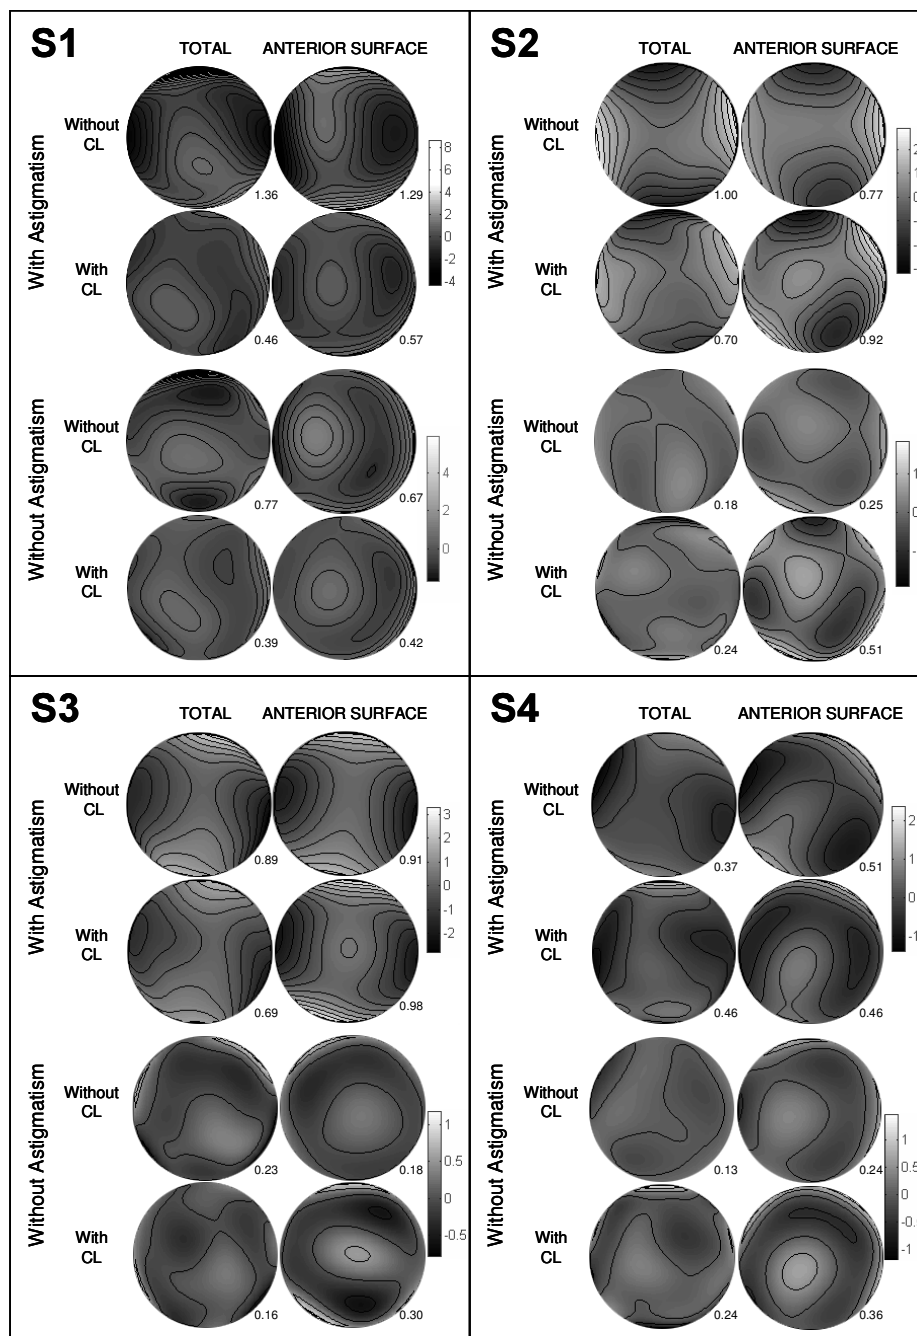 S1
TOTAL ANTERIOR SURFACE
With Astigmatism
Without CL
1.36
1.29
8
6
4
2
0
-2
-4
With CL
0.46
0.57
Without Astigmatism
Without CL
0.77
0.67
4
2
0
With CL
0.39
0.42
S2
TOTAL ANTERIOR SURFACE
With Astigmatism
Without CL
1.00
0.77
2
1
0
-
-
With CL
0.70
0.92
Without Astigmatism
Without CL
0.18
0.25
1
0
-
With CL
0.24
0.51
S3
TOTAL ANTERIOR SURFACE
With Astigmatism
Without CL
0.89
0.91
3
2
1
0
-1
-2
With CL
0.69
0.98
Without Astigmatism
Without CL
0.23
0.18
1
0.5
0
-0.5
With CL
0.16
0.30
S4
TOTAL ANTERIOR SURFACE
With Astigmatism
Without CL
0.37
0.51
2
1
0
-1
With CL
0.46
0.46
Without Astigmatism
Without CL
0.13
0.24
1
0.5
0
-0.5
-1
With CL
0.24
0.36